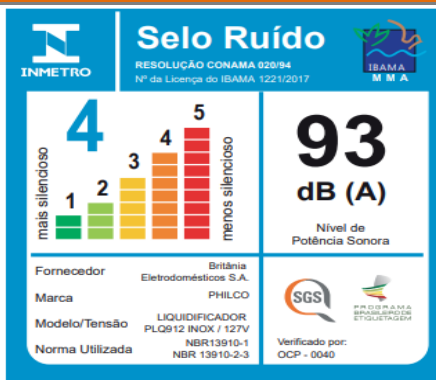 INMETRO
Selo Ruído
RESOLUÇÃO CONAMA 020/94
Nº da Licença do IBAMA 1221/2017
IBAMA
M M A
4
mais silencioso
1
2
3
4
5
menos silencioso
93
dB (A)
Nível de
Potência Sonora
Fornecedor
Britânia
Eletrodomésticos S.A.
Marca
PHILCO
Modelo/Tensão
LIQUIDIFICADOR
PLQ912 INOX / 127V
Norma Utilizada
NBR13910-1
NBR 13910-2-3
SGS
PROGRAMA
BRASILEIRO DE
ETIQUETAGEM
Verificado por:
OCP - 0040